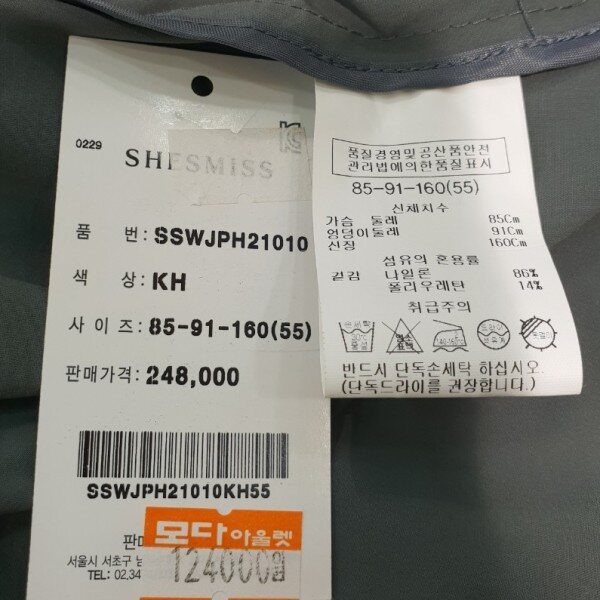 0229
SHESMISS
품 번: SSWJPH21010
색 상: KH
사 이 즈: 85-91-160(55)
판매가격: 248,000
SSWJPH21010KH55
모다아울렛
124000원
판매
서울시 서초구
TEL: 02.34
품질경영및공산품안전
관리법에의한품질표시
85-91-160(55)
신체치수
가슴 둘레 85Cm
엉덩이둘레 91Cm
신장 160Cm
섬유의 혼용률
겉감 나일론 86%
폴리우레탄 14%
취급주의
드라이
반드시 단독손세탁 하십시오.
(단독드라이를 권장합니다.)